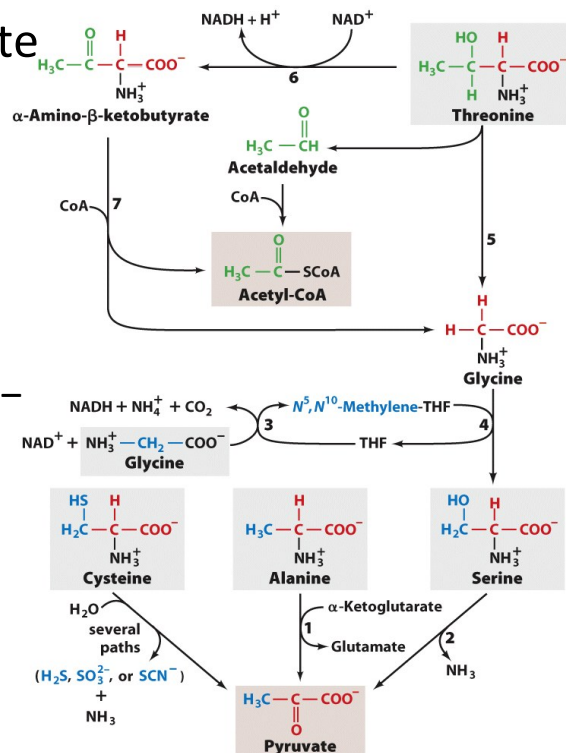 te
NADH + H⁺ NAD⁺
O H
H₃C — C — C — COO⁻
NH₃⁺
α-Amino-β-ketobutyrate
6
HO H
H₃C — C — C — COO⁻
H NH₃⁺
Threonine
O
H₃C — CH
Acetaldehyde
CoA 7
CoA
5
O
H₃C — C — SCoA
Acetyl-CoA
H
H — C — COO⁻
NH₃⁺
Glycine
–
NADH + NH₄⁺ + CO₂
N⁵,N¹⁰-Methylene-THF
3
4
NAD⁺ + NH₃⁺ — CH₂ — COO⁻
THF
Glycine
HS H
H₂C — C — COO⁻
NH₃⁺
Cysteine
H
H₃C — C — COO⁻
NH₃⁺
Alanine
HO H
H₂C — C — COO⁻
NH₃⁺
Serine
H₂O
several
paths
(H₂S, SO₃²⁻, or SCN⁻)
+
NH₃
α-Ketoglutarate
1
Glutamate
2
NH₃
H₃C — C — COO⁻
O
Pyruvate